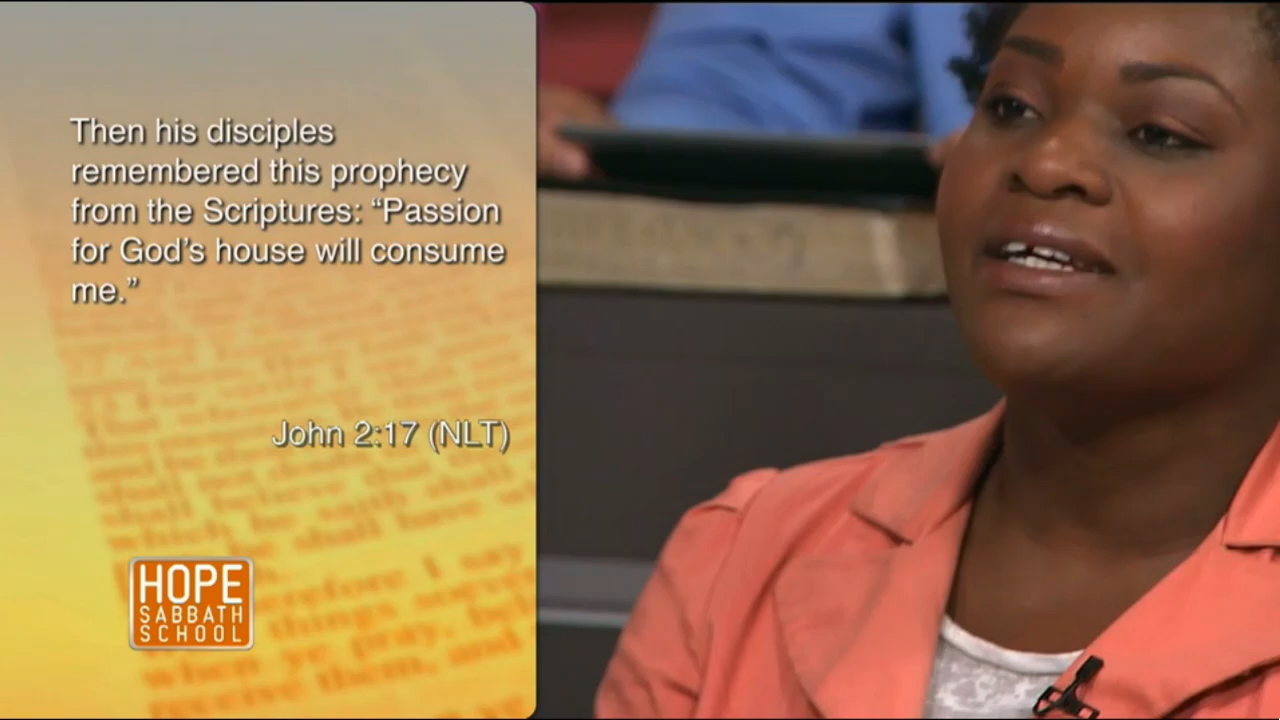 Then his disciples
remembered this prophecy
from the Scriptures: “Passion
for God’s house will consume
me.”
John 2:17 (NLT)
HOPE
SABBATH
SCHOOL